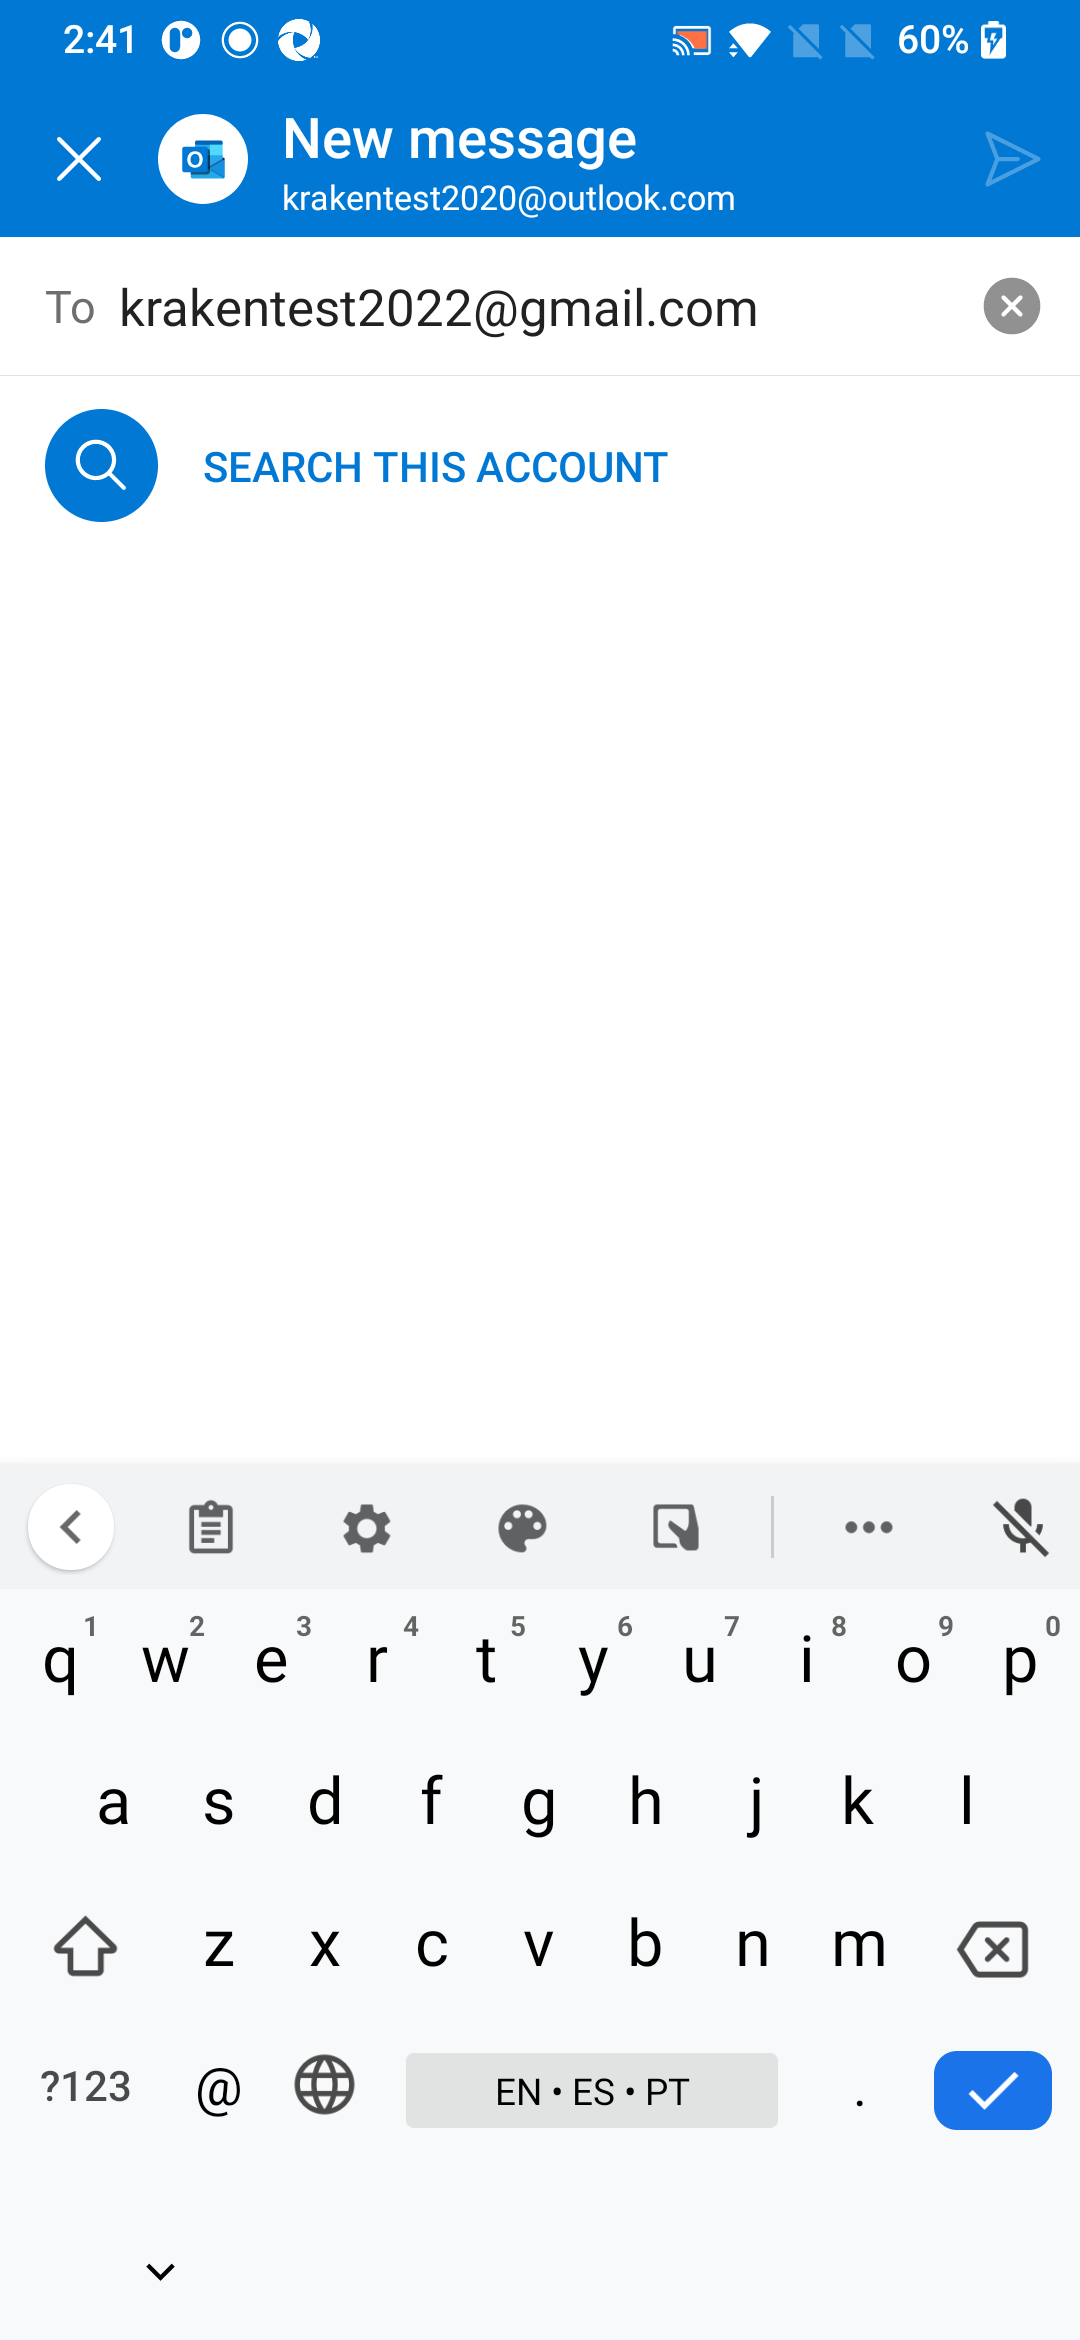 2:41
60%
New message
krakentest2020@outlook.com
To krakentest2022@gmail.com
SEARCH THIS ACCOUNT
1 2 3 4 5 6 7 8 9 0
q w e r t y u i o p
a s d f g h j k l
z x c v b n m
?123 @ EN • ES • PT .